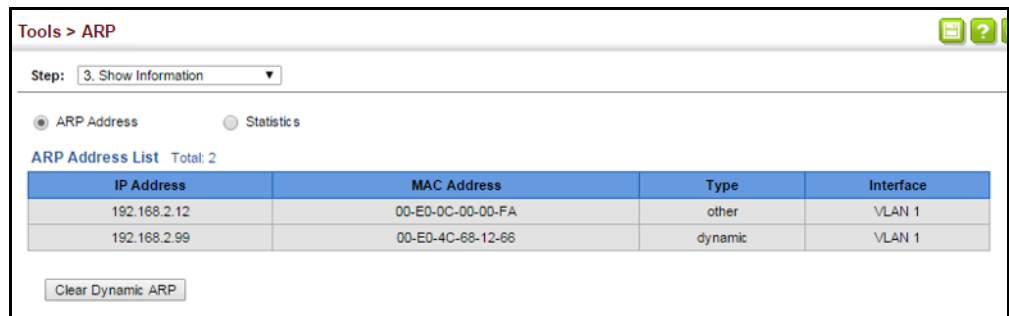 Tools > ARP
?
Step: 3. Show Information
ARP Address Statistics
ARP Address List Total: 2
IP Address MAC Address Type Interface
192.168.2.12 00-E0-0C-00-00-FA other VLAN 1
192.168.2.99 00-E0-4C-68-12-66 dynamic VLAN 1
Clear Dynamic ARP